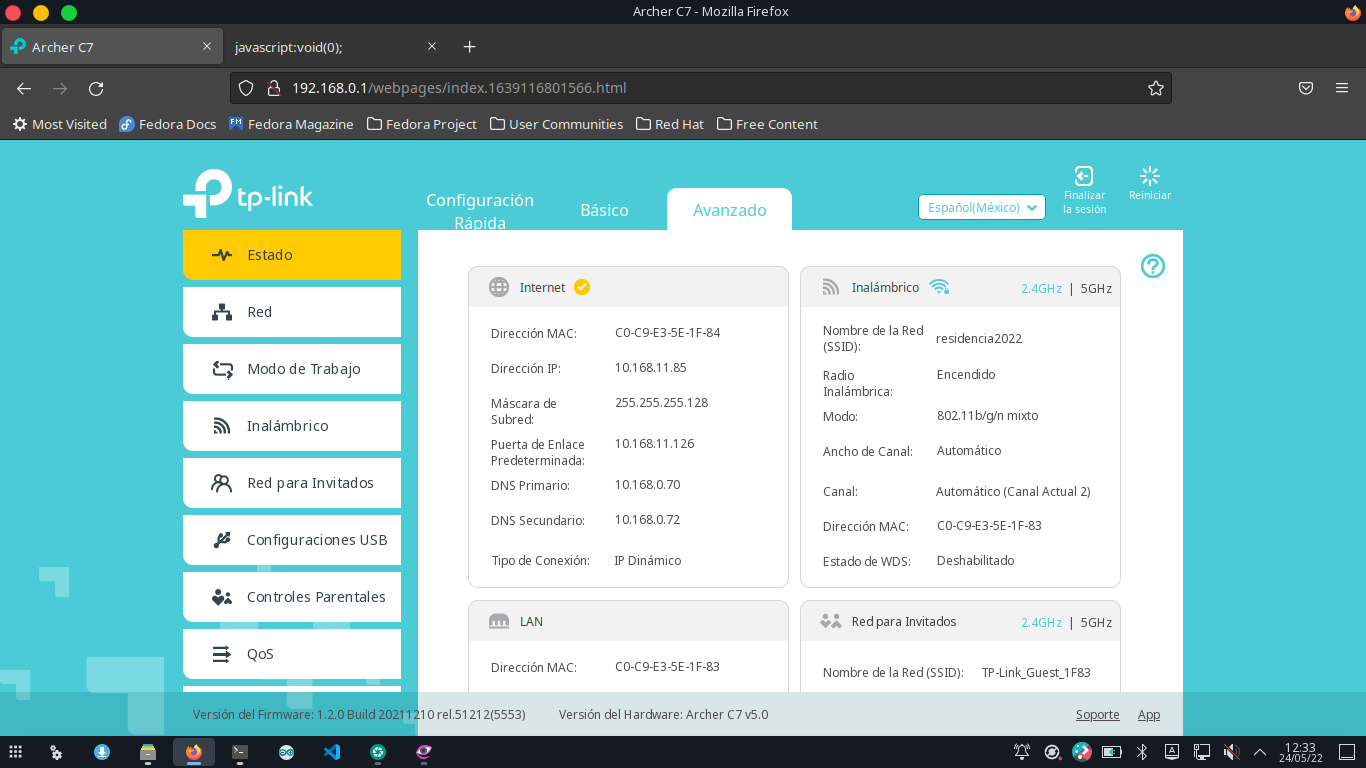 Archer C7 - Mozilla Firefox
Archer C7
javascript:void(0);
192.168.0.1/webpages/index.1639116801566.html
Most Visited
Fedora Docs
Fedora Magazine
Fedora Project
User Communities
Red Hat
Free Content
tp-link
Configuración
Rápida
Básico
Avanzado
Español(México)
Finalizar
la sesión
Reiniciar
Estado
Red
Modo de Trabajo
Inalámbrico
Red para Invitados
Configuraciones USB
Controles Parentales
QoS
Internet
Dirección MAC: C0-C9-E3-5E-1F-84
Dirección IP: 10.168.11.85
Máscara de
Subred: 255.255.255.128
Puerta de Enlace
Predeterminada: 10.168.11.126
DNS Primario: 10.168.0.70
DNS Secundario: 10.168.0.72
Tipo de Conexión: IP Dinámico
Inalámbrico 2.4GHz | 5GHz
Nombre de la Red
(SSID): residencia2022
Radio
Inalámbrica: Encendido
Modo: 802.11b/g/n mixto
Ancho de Canal: Automático
Canal: Automático (Canal Actual 2)
Dirección MAC: C0-C9-E3-5E-1F-83
Estado de WDS: Deshabilitado
LAN
Dirección MAC: C0-C9-E3-5E-1F-83
Red para Invitados 2.4GHz | 5GHz
Nombre de la Red (SSID): TP-Link_Guest_1F83
Versión del Firmware: 1.2.0 Build 20211210 rel.51212(5553)
Versión del Hardware: Archer C7 v5.0
Soporte
App
12:33
24/05/22